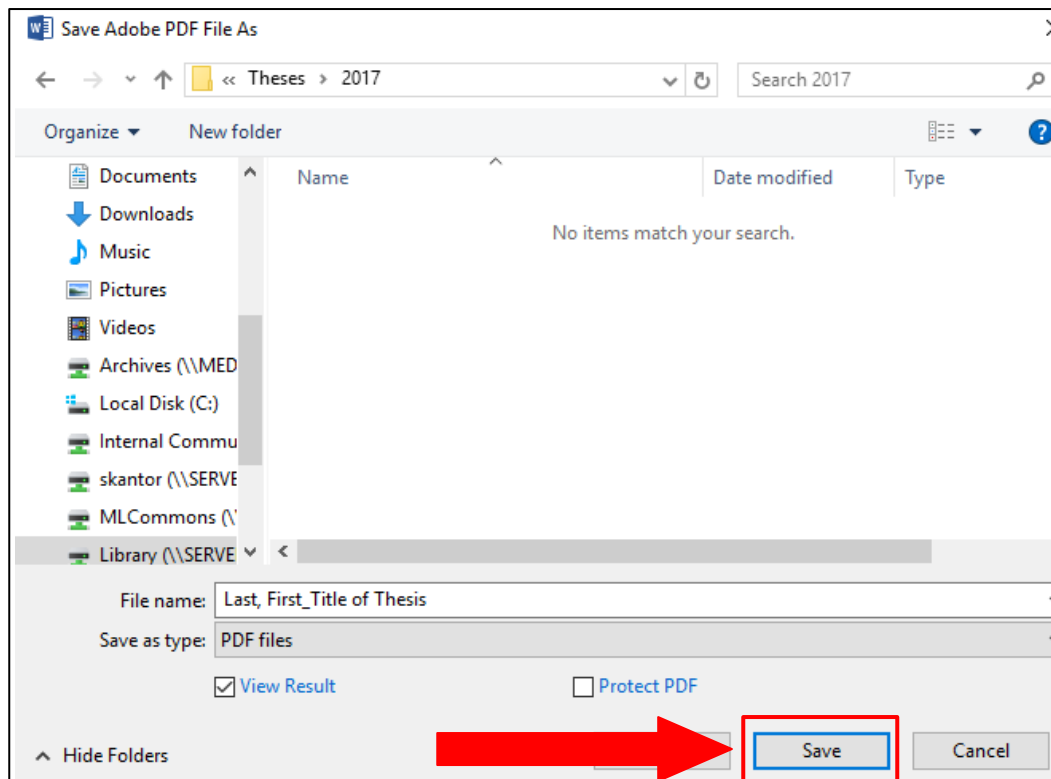 Save Adobe PDF File As
« Theses > 2017
Search 2017
Organize
New folder
?
Name
Date modified
Type
No items match your search.
Documents
Downloads
Music
Pictures
Videos
Archives (\\MED
Local Disk (C:)
Internal Commu
skantor (\\SERVE
MLCommons (\
Library (\\SERVE
File name: Last, First_Title of Thesis
Save as type: PDF files
View Result
Protect PDF
Hide Folders
Save
Cancel